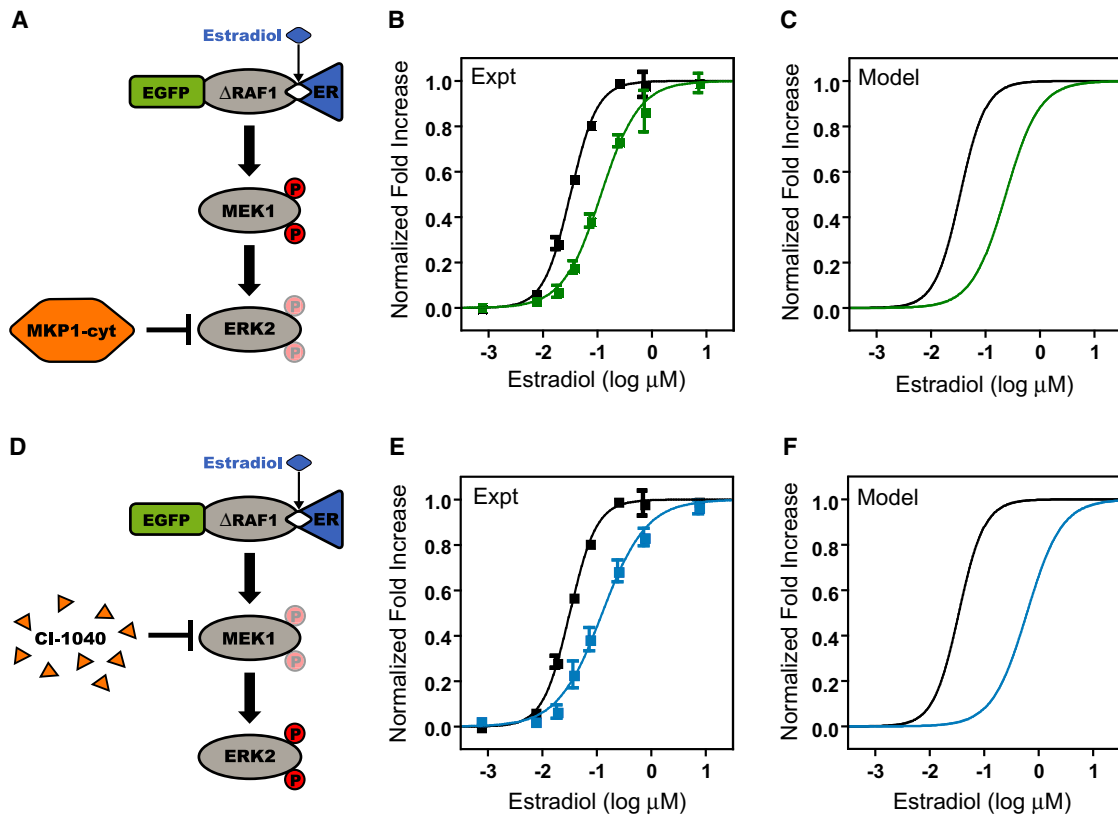 A
Estradiol
EGFP
ΔRAF1
ER
MEK1
P
P
MKP1-cyt
ERK2
P
P
B
Expt
Normalized Fold Increase
1.0
0.8
0.6
0.4
0.2
0.0
-3 -2 -1 0 1
Estradiol (log μM)
C
Model
Normalized Fold Increase
1.0
0.8
0.6
0.4
0.2
0.0
-3 -2 -1 0 1
Estradiol (log μM)
D
Estradiol
EGFP
ΔRAF1
ER
CI-1040
MEK1
P
P
ERK2
P
P
E
Expt
Normalized Fold Increase
1.0
0.8
0.6
0.4
0.2
0.0
-3 -2 -1 0 1
Estradiol (log μM)
F
Model
Normalized Fold Increase
1.0
0.8
0.6
0.4
0.2
0.0
-3 -2 -1 0 1
Estradiol (log μM)